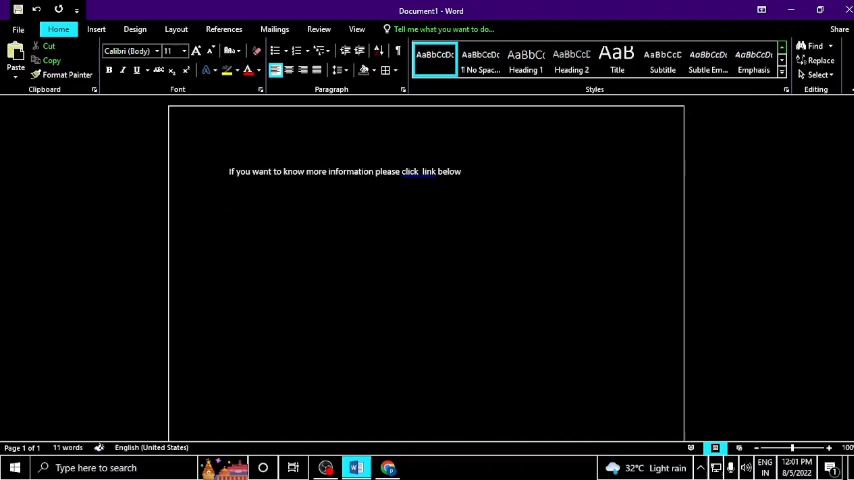 Document1 - Word
File Home Insert Design Layout References Mailings Review View Tell me what you want to do... Share
Cut
Copy
Paste Format Painter
Clipboard
Calibri (Body) 11
Font
Paragraph
AaBbCcDc AaBbCcDc AaBbCc AaBbCcD AaB AaBbCcD AaBbCcDc AaBbCcDc
¶ No Spac... Heading 1 Heading 2 Title Subtitle Subtle Em... Emphasis
Styles
Find
Replace
Select
Editing
If you want to know more information please click link below
Page 1 of 1 11 words English (United States) 100%
Type here to search
32°C Light rain
ENG
IN
12:01 PM
8/5/2022
1